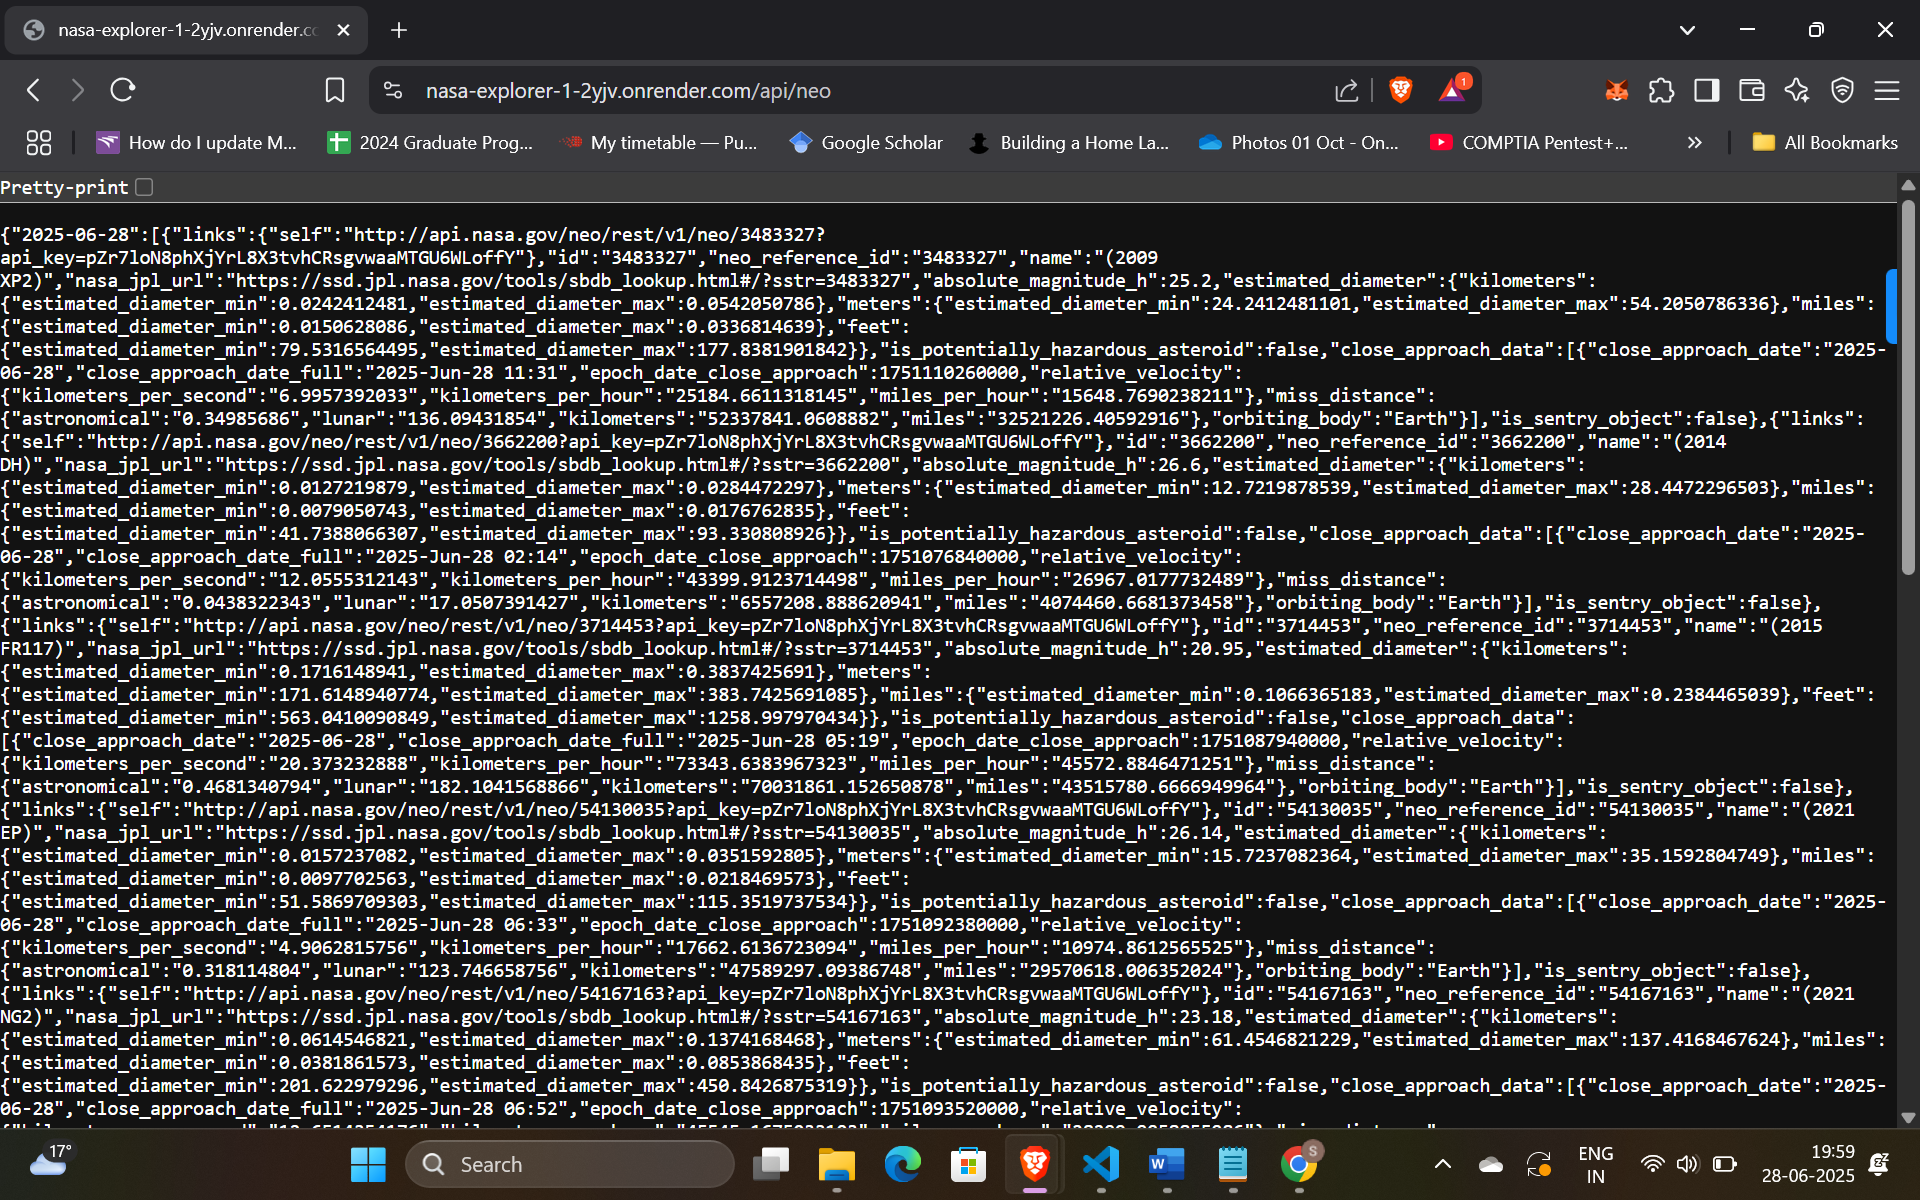 nasa-explorer-1-2yjv.onrender.cc
nasa-explorer-1-2yjv.onrender.com/api/neo
1
How do I update M...
2024 Graduate Prog...
My timetable — Pu...
Google Scholar
Building a Home La...
Photos 01 Oct - On...
COMPTIA Pentest+...
All Bookmarks
Pretty-print
{"2025-06-28":[{"links":{"self":"http://api.nasa.gov/neo/rest/v1/neo/3483327?
api_key=pZr7loN8phXjYrL8X3tvhCRsgvwaaMTGU6WLoffY"},"id":"3483327","neo_reference_id":"3483327","name":"(2009
XP2)","nasa_jpl_url":"https://ssd.jpl.nasa.gov/tools/sbdb_lookup.html#/?sstr=3483327","absolute_magnitude_h":25.2,"estimated_diameter":{"kilometers":
{"estimated_diameter_min":0.0242412481,"estimated_diameter_max":0.0542050786},"meters":{"estimated_diameter_min":24.2412481101,"estimated_diameter_max":54.2050786336},"miles":
{"estimated_diameter_min":0.0150628086,"estimated_diameter_max":0.0336814639},"feet":
{"estimated_diameter_min":79.5316564495,"estimated_diameter_max":177.8381901842}},"is_potentially_hazardous_asteroid":false,"close_approach_data":[{"close_approach_date":"2025-
06-28","close_approach_date_full":"2025-Jun-28 11:31","epoch_date_close_approach":1751110260000,"relative_velocity":
{"kilometers_per_second":"6.9957392033","kilometers_per_hour":"25184.6611318145","miles_per_hour":"15648.7690238211"},"miss_distance":
{"astronomical":"0.34985686","lunar":"136.09431854","kilometers":"52337841.0608882","miles":"32521226.40592916"},"orbiting_body":"Earth"}],"is_sentry_object":false},{"links":
{"self":"http://api.nasa.gov/neo/rest/v1/neo/3662200?api_key=pZr7loN8phXjYrL8X3tvhCRsgvwaaMTGU6WLoffY"},"id":"3662200","neo_reference_id":"3662200","name":"(2014
DH)","nasa_jpl_url":"https://ssd.jpl.nasa.gov/tools/sbdb_lookup.html#/?sstr=3662200","absolute_magnitude_h":26.6,"estimated_diameter":{"kilometers":
{"estimated_diameter_min":0.0127219879,"estimated_diameter_max":0.0284472297},"meters":{"estimated_diameter_min":12.7219878539,"estimated_diameter_max":28.4472296503},"miles":
{"estimated_diameter_min":0.0079050743,"estimated_diameter_max":0.0176762835},"feet":
{"estimated_diameter_min":41.7388066307,"estimated_diameter_max":93.330808926}},"is_potentially_hazardous_asteroid":false,"close_approach_data":[{"close_approach_date":"2025-
06-28","close_approach_date_full":"2025-Jun-28 02:14","epoch_date_close_approach":1751076840000,"relative_velocity":
{"kilometers_per_second":"12.0555312143","kilometers_per_hour":"43399.9123714498","miles_per_hour":"26967.0177732489"},"miss_distance":
{"astronomical":"0.0438322343","lunar":"17.0507391427","kilometers":"6557208.888620941","miles":"4074460.6681373458"},"orbiting_body":"Earth"}],"is_sentry_object":false},
{"links":{"self":"http://api.nasa.gov/neo/rest/v1/neo/3714453?api_key=pZr7loN8phXjYrL8X3tvhCRsgvwaaMTGU6WLoffY"},"id":"3714453","neo_reference_id":"3714453","name":"(2015
FR117)","nasa_jpl_url":"https://ssd.jpl.nasa.gov/tools/sbdb_lookup.html#/?sstr=3714453","absolute_magnitude_h":20.95,"estimated_diameter":{"kilometers":
{"estimated_diameter_min":0.1716148941,"estimated_diameter_max":0.3837425691},"meters":
{"estimated_diameter_min":171.6148940774,"estimated_diameter_max":383.7425691085},"miles":{"estimated_diameter_min":0.1066365183,"estimated_diameter_max":0.2384465039},"feet":
{"estimated_diameter_min":563.0410090849,"estimated_diameter_max":1258.997970434}},"is_potentially_hazardous_asteroid":false,"close_approach_data":
[{"close_approach_date":"2025-06-28","close_approach_date_full":"2025-Jun-28 05:19","epoch_date_close_approach":1751087940000,"relative_velocity":
{"kilometers_per_second":"20.373232888","kilometers_per_hour":"73343.6383967323","miles_per_hour":"45572.8846471251"},"miss_distance":
{"astronomical":"0.4681340794","lunar":"182.1041568866","kilometers":"70031861.152650878","miles":"43515780.6666949964"},"orbiting_body":"Earth"}],"is_sentry_object":false},
{"links":{"self":"http://api.nasa.gov/neo/rest/v1/neo/54130035?api_key=pZr7loN8phXjYrL8X3tvhCRsgvwaaMTGU6WLoffY"},"id":"54130035","neo_reference_id":"54130035","name":"(2021
EP)","nasa_jpl_url":"https://ssd.jpl.nasa.gov/tools/sbdb_lookup.html#/?sstr=54130035","absolute_magnitude_h":26.14,"estimated_diameter":{"kilometers":
{"estimated_diameter_min":0.0157237082,"estimated_diameter_max":0.0351592805},"meters":{"estimated_diameter_min":15.7237082364,"estimated_diameter_max":35.1592804749},"miles":
{"estimated_diameter_min":0.0097702563,"estimated_diameter_max":0.0218469573},"feet":
{"estimated_diameter_min":51.5869709303,"estimated_diameter_max":115.3519737534}},"is_potentially_hazardous_asteroid":false,"close_approach_data":[{"close_approach_date":"2025-
06-28","close_approach_date_full":"2025-Jun-28 06:33","epoch_date_close_approach":1751092380000,"relative_velocity":
{"kilometers_per_second":"4.9062815756","kilometers_per_hour":"17662.6136723094","miles_per_hour":"10974.8612565525"},"miss_distance":
{"astronomical":"0.318114804","lunar":"123.746658756","kilometers":"47589297.09386748","miles":"29570618.006352024"},"orbiting_body":"Earth"}],"is_sentry_object":false},
{"links":{"self":"http://api.nasa.gov/neo/rest/v1/neo/54167163?api_key=pZr7loN8phXjYrL8X3tvhCRsgvwaaMTGU6WLoffY"},"id":"54167163","neo_reference_id":"54167163","name":"(2021
NG2)","nasa_jpl_url":"https://ssd.jpl.nasa.gov/tools/sbdb_lookup.html#/?sstr=54167163","absolute_magnitude_h":23.18,"estimated_diameter":{"kilometers":
{"estimated_diameter_min":0.0614546821,"estimated_diameter_max":0.1374168468},"meters":{"estimated_diameter_min":61.4546821229,"estimated_diameter_max":137.4168467624},"miles":
{"estimated_diameter_min":0.0381861573,"estimated_diameter_max":0.0853868435},"feet":
{"estimated_diameter_min":201.622979296,"estimated_diameter_max":450.8426875319}},"is_potentially_hazardous_asteroid":false,"close_approach_data":[{"close_approach_date":"2025-
06-28","close_approach_date_full":"2025-Jun-28 06:52","epoch_date_close_approach":1751093520000,"relative_velocity":
17°
Search
S
ENG
IN
19:59
28-06-2025